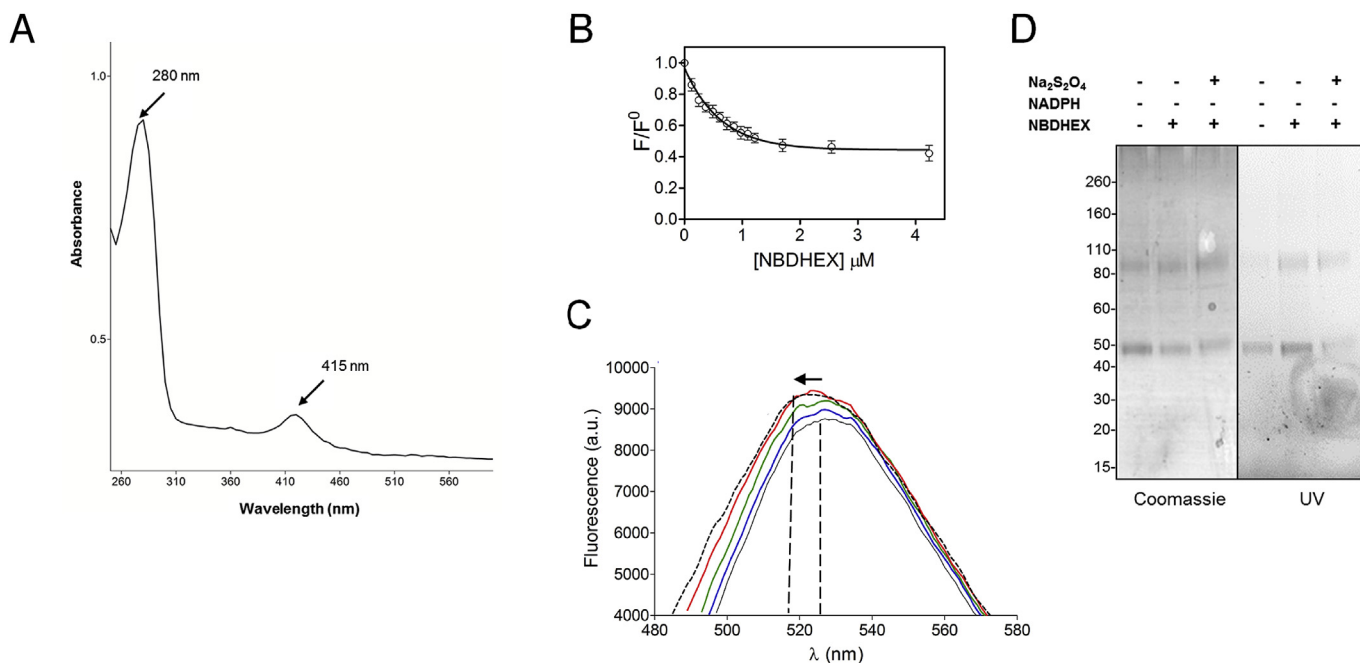 A
1.0
280 nm
415 nm
0.5
Absorbance
260 310 360 410 460 510 560
Wavelength (nm)
B
1.0
0.8
0.6
0.4
0.2
0.0
F/F⁰
0 1 2 3 4
[NBDHEX] μM
C
10000
9000
8000
7000
6000
5000
4000
Fluorescence (a.u.)
480 500 520 540 560 580
λ (nm)
D
Na₂S₂O₄ - - + - - +
NADPH - - - - - -
NBDHEX - + + - + +
260
160
110
80
60
50
40
30
20
15
Coomassie UV